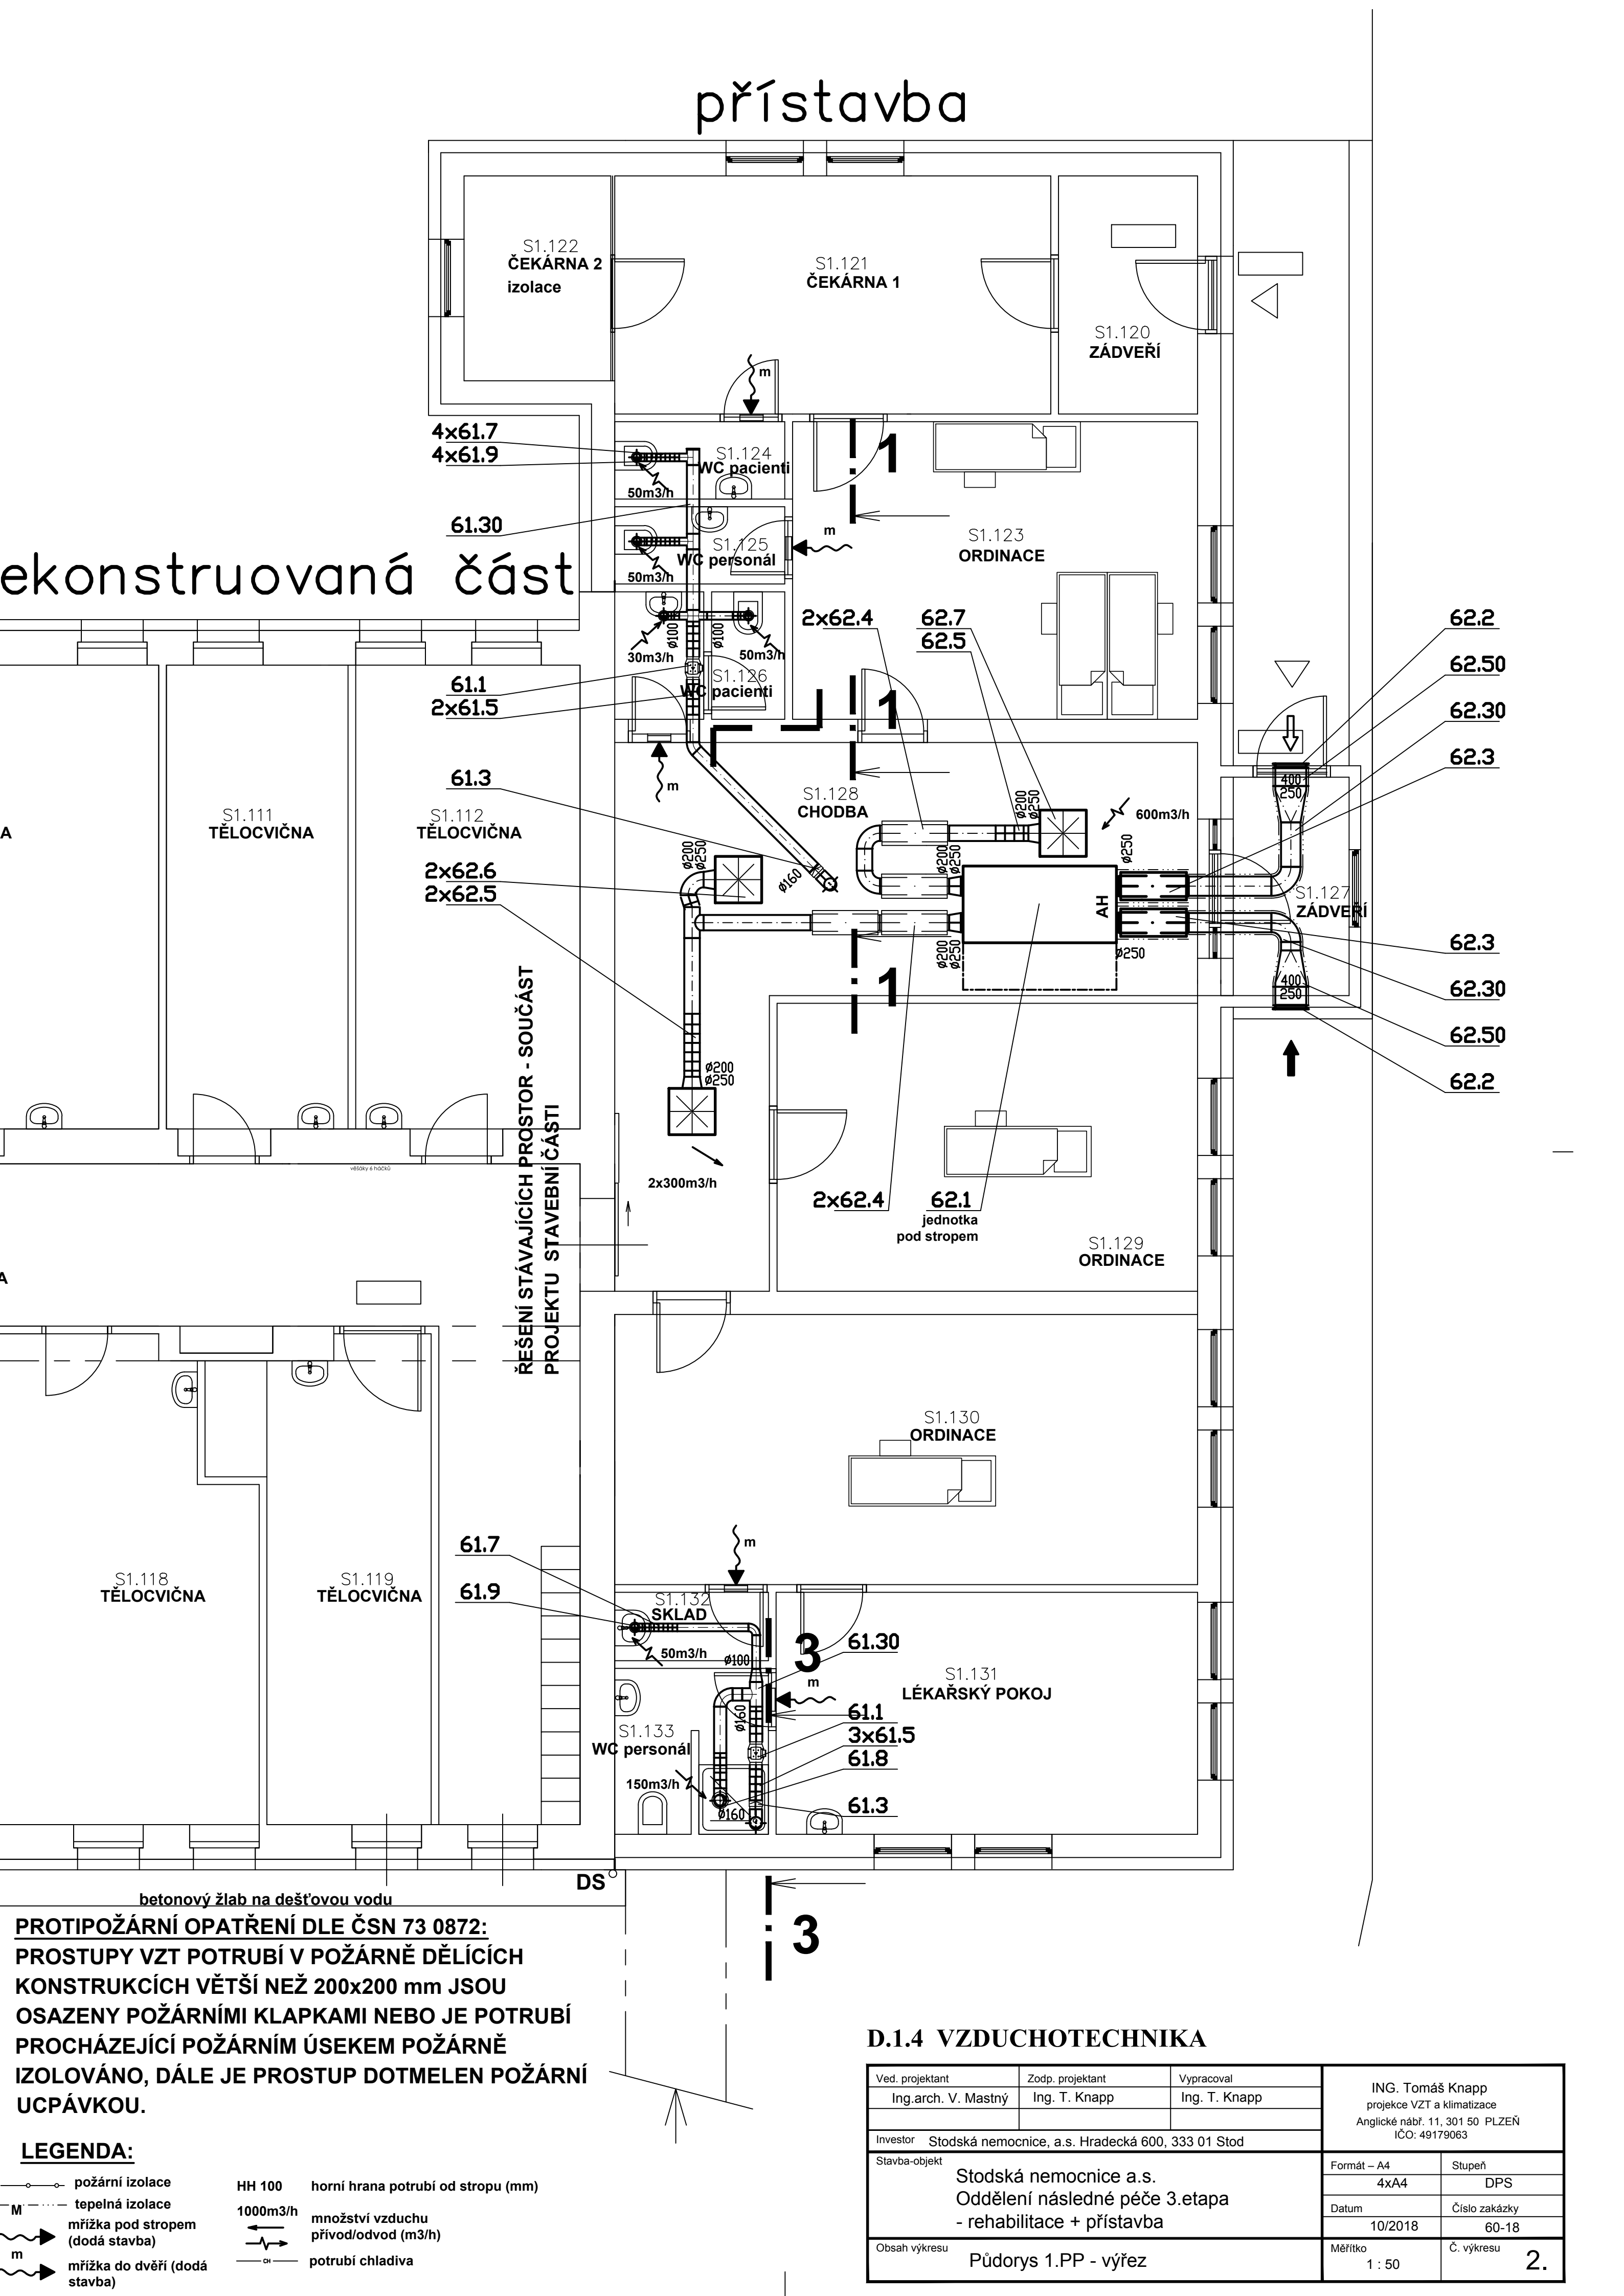 přístavba
S1.122
ČEKÁRNA 2
izolace
S1.121
ČEKÁRNA 1
S1.120
ZÁDVEŘÍ
m
4x61.7
4x61.9
S1.124
WC pacienti
50m3/h
1
61.30
S1.125
WC personál
50m3/h
m
S1.123
ORDINACE
ekonstruovaná část
2x62.4
62.7
62.5
62.2
Ø100
Ø100
30m3/h
50m3/h
S1.126
WC pacienti
61.1
2x61.5
62.50
62.30
62.3
1
61.3
m
S1.128
CHODBA
Ø200
Ø250
600m3/h
400
250
A
S1.111
TĚLOCVIČNA
S1.112
TĚLOCVIČNA
2x62.6
2x62.5
Ø200
Ø250
Ø160
Ø200
Ø250
Ø250
AH
S1.127
ZÁDVEŘÍ
Ø200
Ø250
Ø250
62.3
62.30
62.50
62.2
400
250
1
Ø200
Ø250
věšáky 6 háčků
2x300m3/h
2x62.4
62.1
jednotka
pod stropem
S1.129
ORDINACE
ŘEŠENÍ STÁVAJÍCÍCH PROSTOR - SOUČÁST
PROJEKTU STAVEBNÍ ČÁSTI
A
S1.130
ORDINACE
S1.118
TĚLOCVIČNA
S1.119
TĚLOCVIČNA
61.7
61.9
m
S1.132
SKLAD
50m3/h
Ø100
3
61.30
m
S1.131
LÉKAŘSKÝ POKOJ
Ø160
61.1
3x61.5
61.8
61.3
S1.133
WC personál
150m3/h
Ø160
DS
3
betonový žlab na dešťovou vodu
PROTIPOŽÁRNÍ OPATŘENÍ DLE ČSN 73 0872:
PROSTUPY VZT POTRUBÍ V POŽÁRNĚ DĚLÍCÍCH
KONSTRUKCÍCH VĚTŠÍ NEŽ 200x200 mm JSOU
OSAZENY POŽÁRNÍMI KLAPKAMI NEBO JE POTRUBÍ
PROCHÁZEJÍCÍ POŽÁRNÍM ÚSEKEM POŽÁRNĚ
IZOLOVÁNO, DÁLE JE PROSTUP DOTMELEN POŽÁRNÍ
UCPÁVKOU.
LEGENDA:
požární izolace
tepelná izolace
M
mřížka pod stropem
(dodá stavba)
m
mřížka do dvěří (dodá
stavba)
HH 100 horní hrana potrubí od stropu (mm)
1000m3/h
množství vzduchu
přívod/odvod (m3/h)
CH
potrubí chladiva
D.1.4 VZDUCHOTECHNIKA
Ved. projektant Zodp. projektant Vypracoval
Ing.arch. V. Mastný Ing. T. Knapp Ing. T. Knapp
ING. Tomáš Knapp
projekce VZT a klimatizace
Anglické nábř. 11, 301 50 PLZEŇ
IČO: 49179063
Investor Stodská nemocnice, a.s. Hradecká 600, 333 01 Stod
Stavba-objekt
Stodská nemocnice a.s.
Oddělení následné péče 3.etapa
- rehabilitace + přístavba
Formát – A4 Stupeň
4xA4 DPS
Datum Číslo zakázky
10/2018 60-18
Obsah výkresu Půdorys 1.PP - výřez
Měřítko Č. výkresu
1 : 50 2.